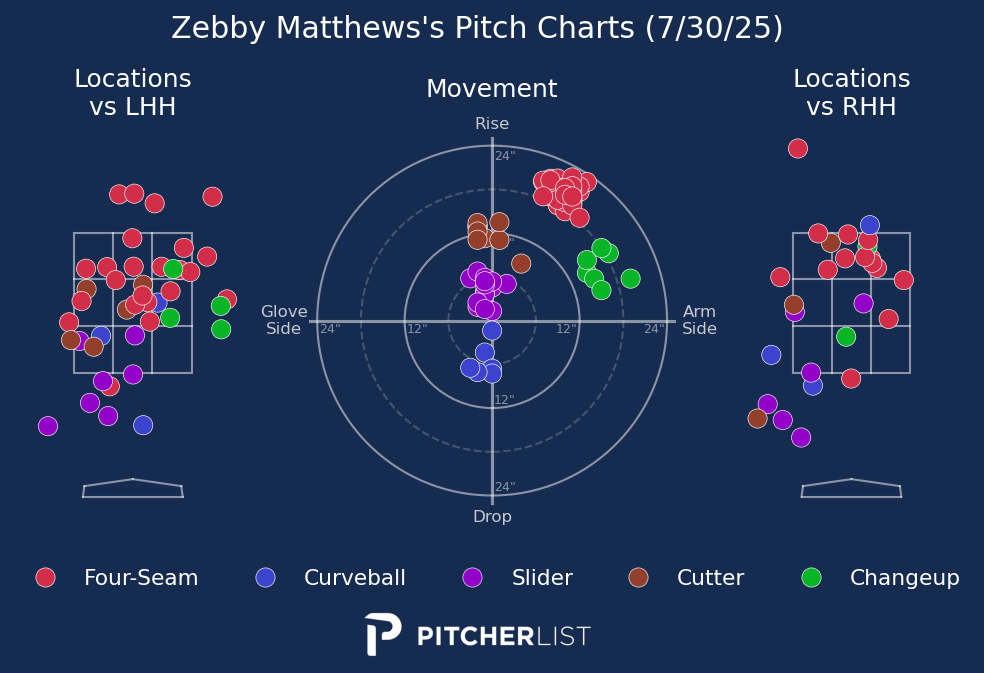 Zebby Matthews's Pitch Charts (7/30/25)
Locations
vs LHH
Movement
Locations
vs RHH
Rise
24"
Glove
Side
24"
12"
12"
24"
Arm
Side
12"
24"
Drop
Four-Seam
Curveball
Slider
Cutter
Changeup
PITCHERLIST